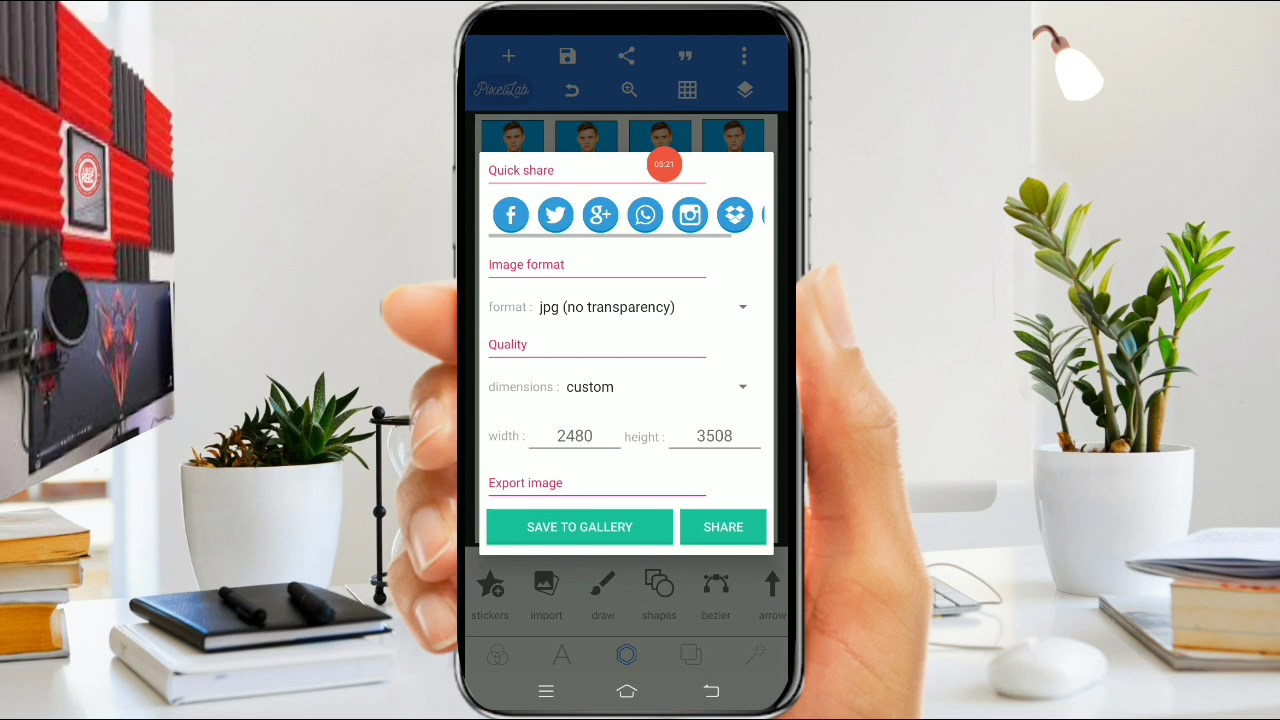 PixelLab
Quick share
05:21
Image format
format : jpg (no transparency)
Quality
dimensions : custom
width : 2480 height : 3508
Export image
SAVE TO GALLERY SHARE
stickers import draw shapes bezier arrow